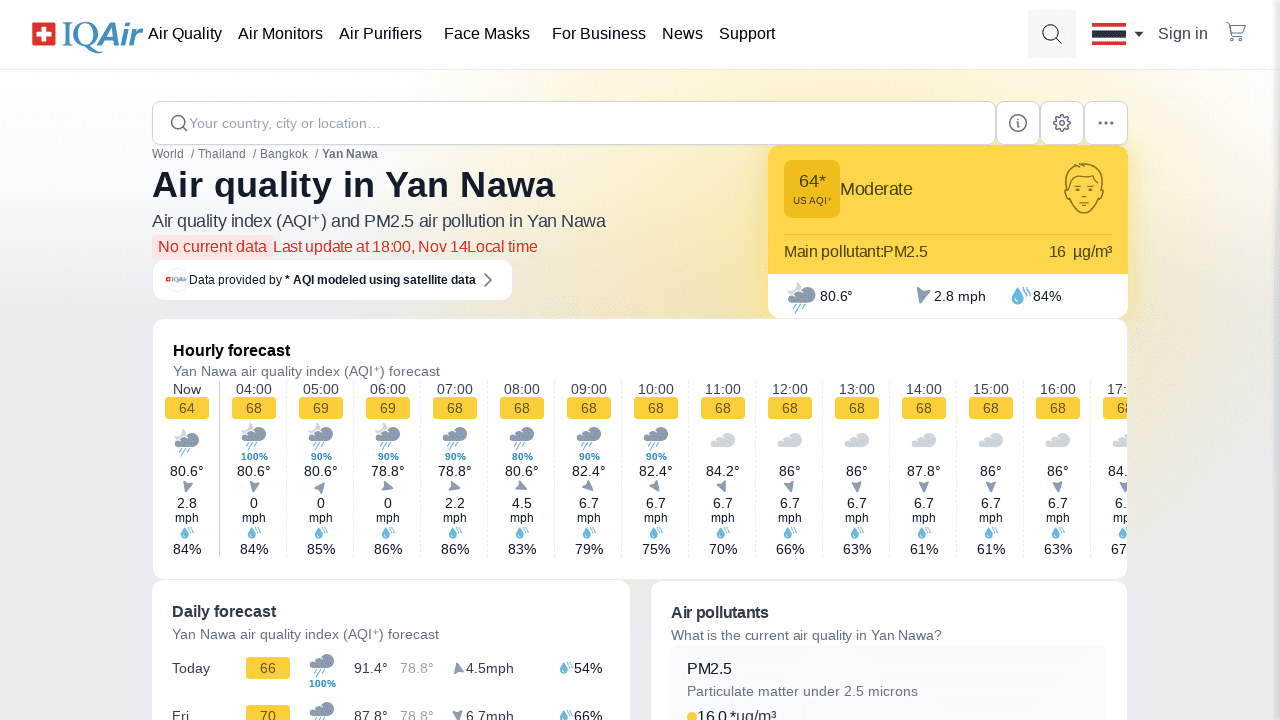 IQAir Air Quality Air Monitors Air Purifiers Face Masks For Business News Support Sign in
Your country, city or location…
World / Thailand / Bangkok / Yan Nawa
Air quality in Yan Nawa
Air quality index (AQI⁺) and PM2.5 air pollution in Yan Nawa
No current data Last update at 18:00, Nov 14Local time
IQAir Data provided by * AQI modeled using satellite data
64*
US AQI⁺
Moderate
Main pollutant:PM2.5 16 µg/m³
80.6° 2.8 mph 84%
Hourly forecast
Yan Nawa air quality index (AQI⁺) forecast
Now 04:00 05:00 06:00 07:00 08:00 09:00 10:00 11:00 12:00 13:00 14:00 15:00 16:00 17:
64 68 69 69 68 68 68 68 68 68 68 68 68 68 68
100% 90% 90% 90% 80% 90% 90%
80.6° 80.6° 80.6° 78.8° 78.8° 80.6° 82.4° 82.4° 84.2° 86° 86° 87.8° 86° 86° 84.
2.8 0 0 0 2.2 4.5 6.7 6.7 6.7 6.7 6.7 6.7 6.7 6.7 6.
mph mph mph mph mph mph mph mph mph mph mph mph mph mph mph
84% 84% 85% 86% 86% 83% 79% 75% 70% 66% 63% 61% 61% 63% 67
Daily forecast
Yan Nawa air quality index (AQI⁺) forecast
Today 66 100% 91.4° 78.8° 4.5mph 54%
Fri 70 87.8° 78.8° 6.7mph 66%
Air pollutants
What is the current air quality in Yan Nawa?
PM2.5
Particulate matter under 2.5 microns
16.0 *µg/m³